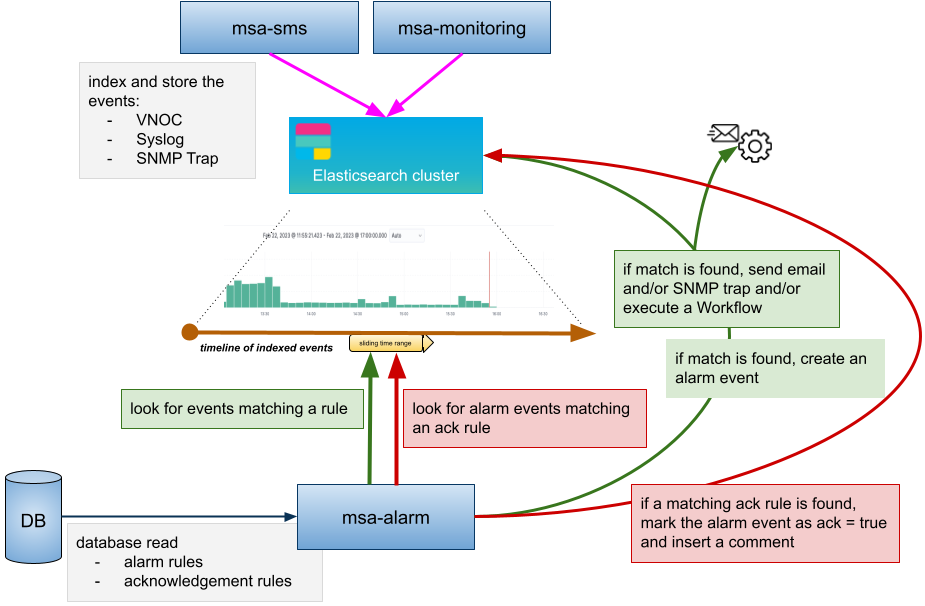 msa-sms
msa-monitoring
index and store the
events:
- VNOC
- Syslog
- SNMP Trap
Elasticsearch cluster
Feb 22, 2023 @ 11:55:21.423 - Feb 22, 2023 @ 17:00:00.000 Auto
if match is found, send email
and/or SNMP trap and/or
execute a Workflow
timeline of indexed events
sliding time range
if match is found, create an
alarm event
look for events matching a rule
look for alarm events matching
an ack rule
DB
msa-alarm
if a matching ack rule is found,
mark the alarm event as ack = true
and insert a comment
database read
- alarm rules
- acknowledgement rules